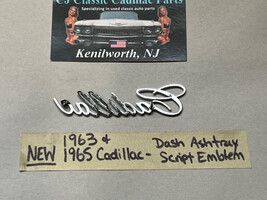 CJ Classic Cadillac Parts
Specializing in used classic auto parts
Kenilworth, NJ
Cadillac
NEW 1963 & 1965 Cadillac - Dash Ashtray Script Emblem